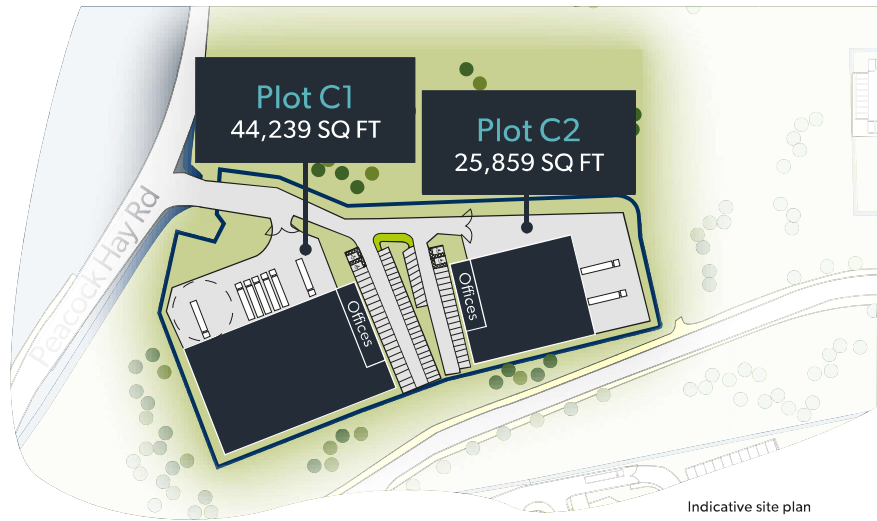 Plot C1
44,239 SQ FT
Plot C2
25,859 SQ FT
Peacock Hay Rd
Offices
Offices
Indicative site plan